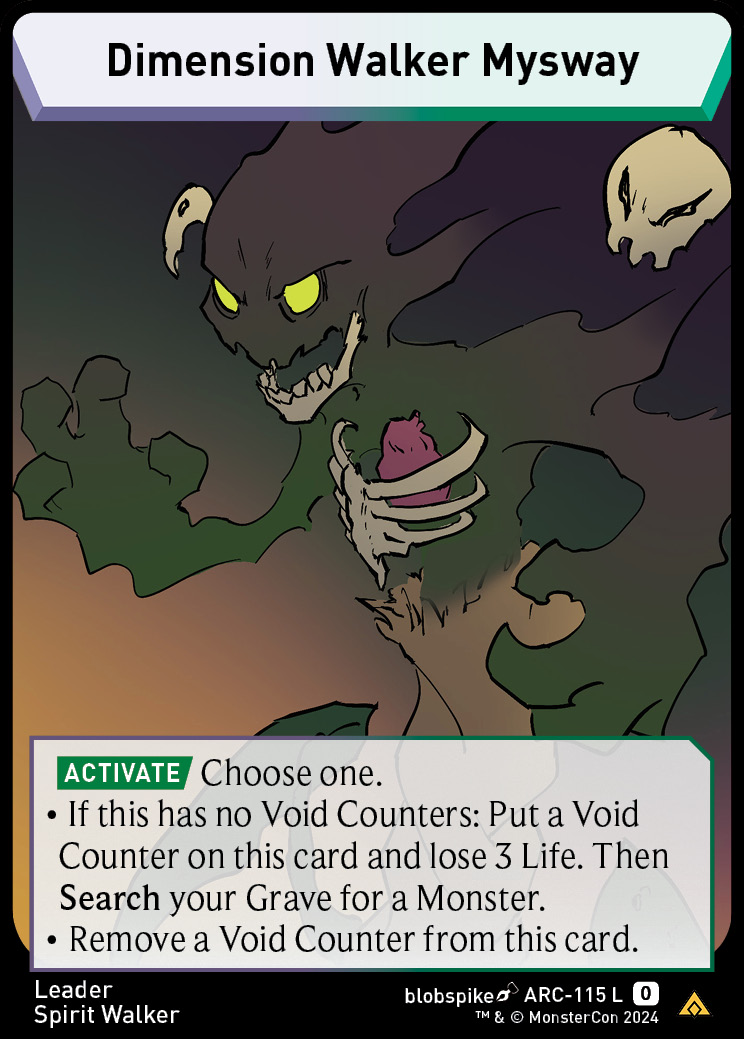 Dimension Walker Mysway
ACTIVATE Choose one.
• If this has no Void Counters: Put a Void
Counter on this card and lose 3 Life. Then
Search your Grave for a Monster.
• Remove a Void Counter from this card.
Leader
Spirit Walker
blobspike ARC-115 L 0
™ & © MonsterCon 2024